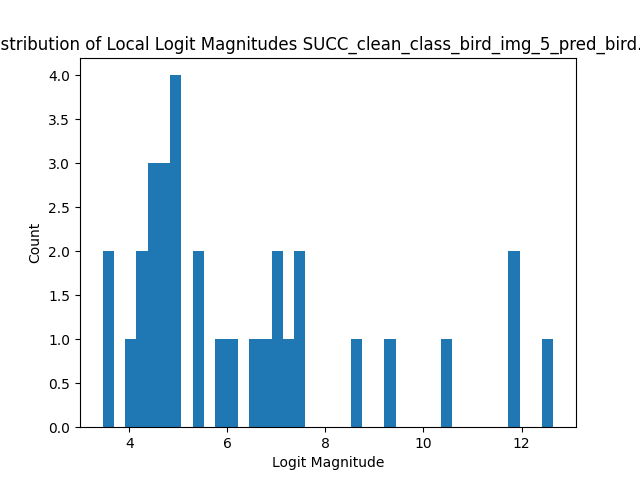 stribution of Local Logit Magnitudes SUCC_clean_class_bird_img_5_pred_bird.
4.0
3.5
3.0
2.5
2.0
1.5
1.0
0.5
0.0
Count
4 6 8 10 12
Logit Magnitude